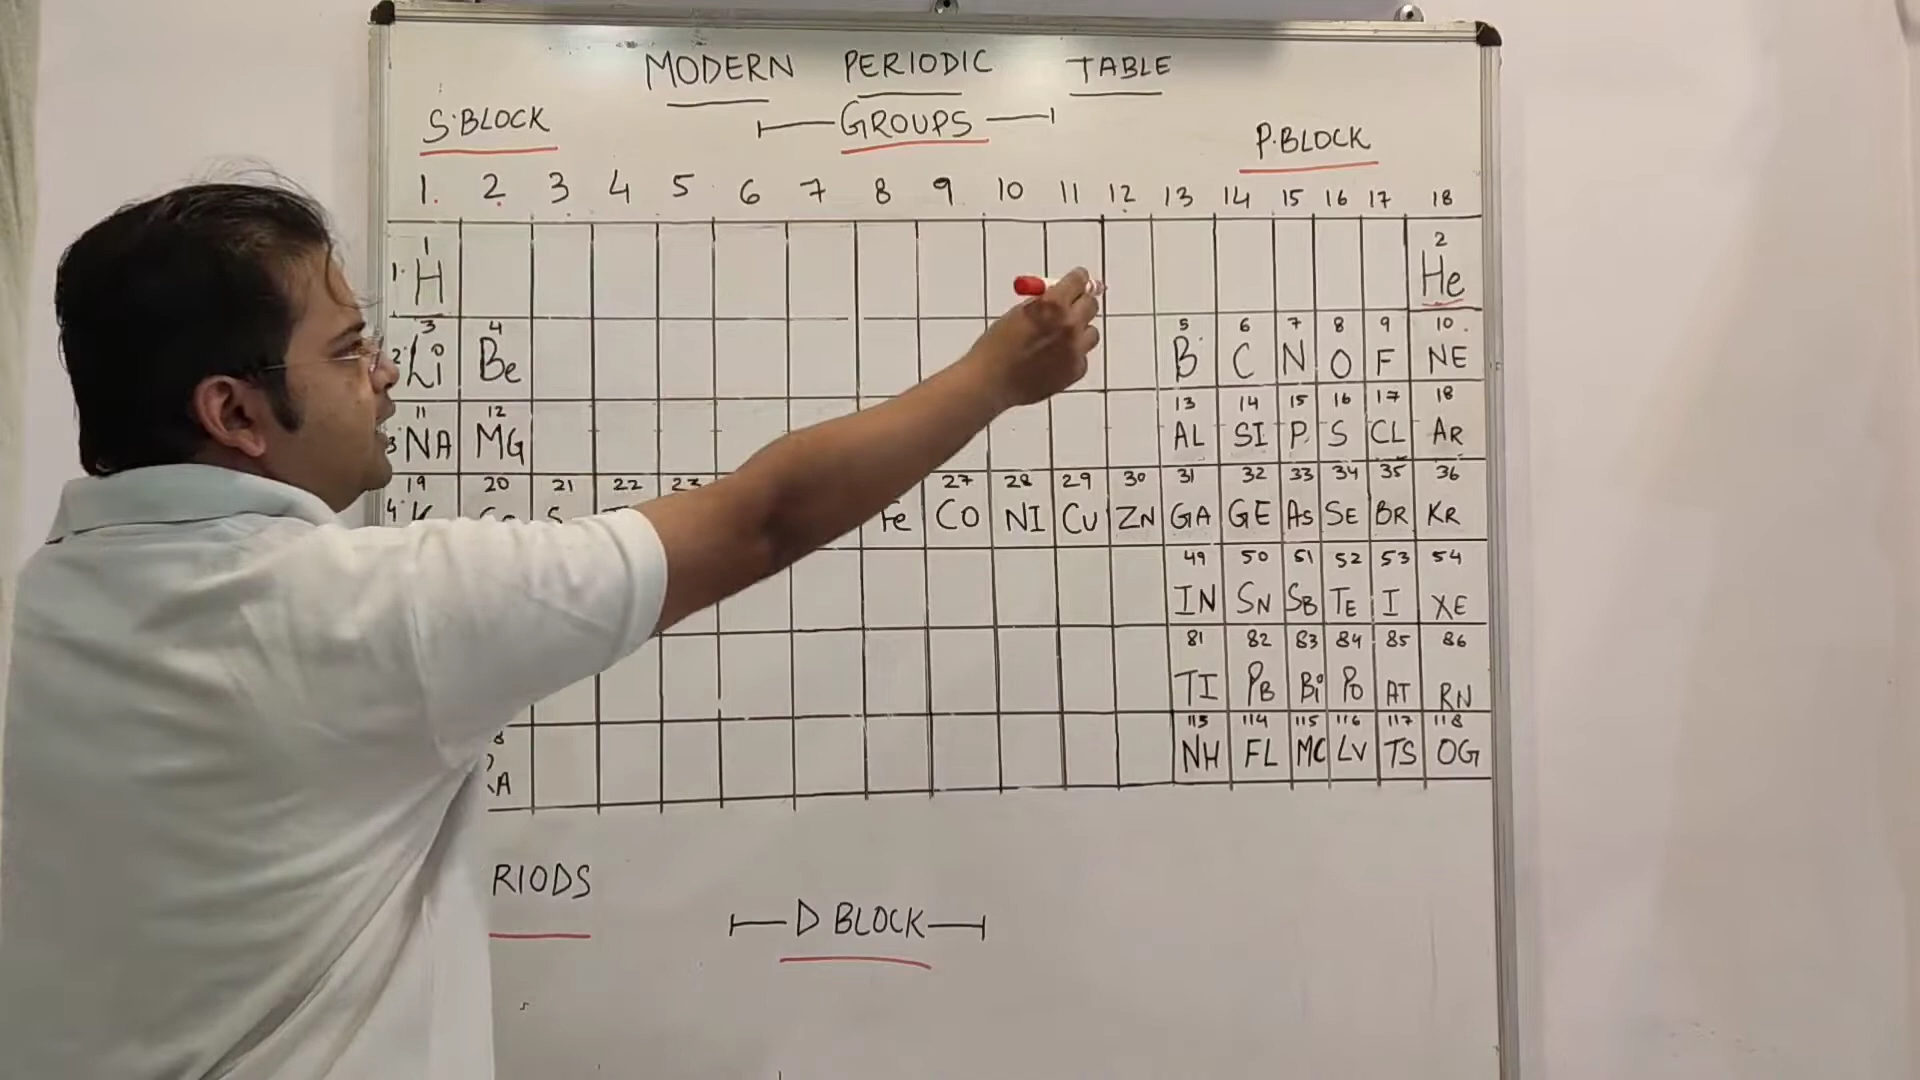 MODERN PERIODIC TABLE
S·BLOCK GROUPS P·BLOCK
1. 2 3 4 5 6 7 8 9 10 11 12 13 14 15 16 17 18
1 2
1· H He
3 4 5 6 7 8 9 10
2· Li Be B C N O F NE
11 12 13 14 15 16 17 18
3 NA MG AL SI P S CL AR
19 20 21 22 23 27 28 29 30 31 32 33 34 35 36
4 K Fe CO NI CU ZN GA GE AS SE BR KR
49 50 51 52 53 54
IN SN SB TE I XE
81 82 83 84 85 86
TI PB Bi PO AT RN
113 114 115 116 117 118
NH FL MC LV TS OG
RIODS
D BLOCK